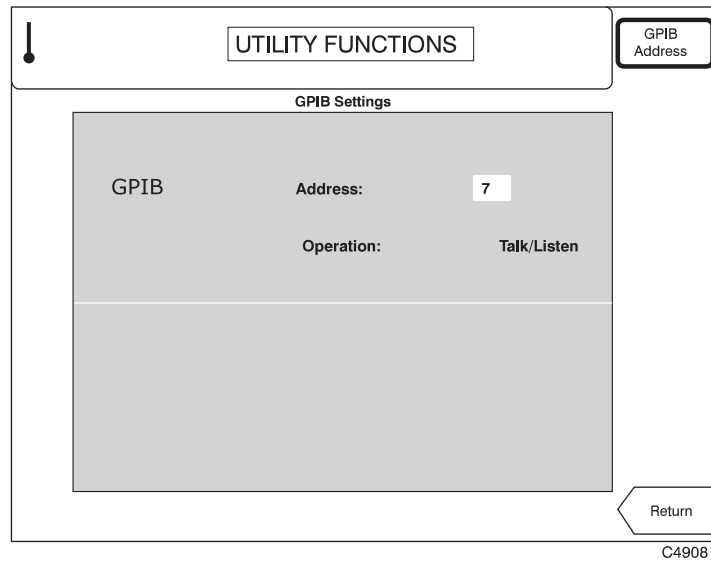 UTILITY FUNCTIONS
GPIB
Address
GPIB Settings
GPIB Address: 7
Operation: Talk/Listen
Return
C4908